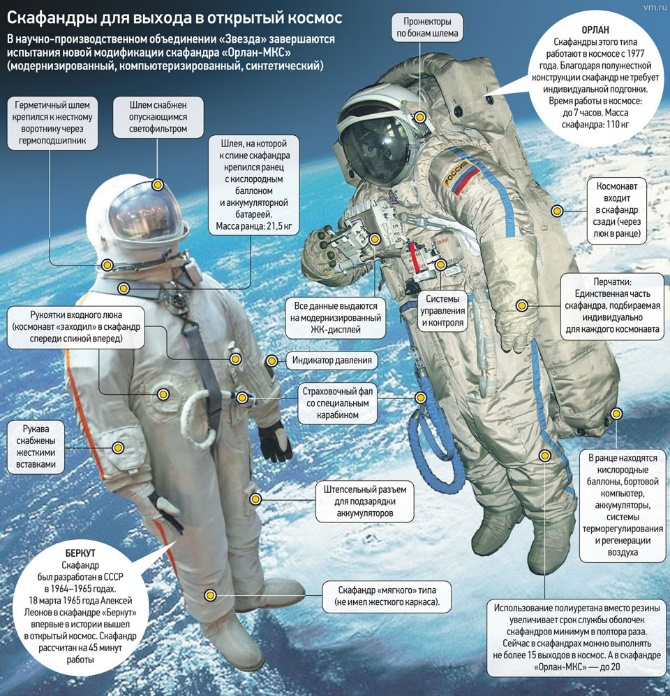 vm.ru
Скафандры для выхода в открытый космос
В научно-производственном объединении «Звезда» завершаются
испытания новой модификации скафандра «Орлан-МКС»
(модернизированный, компьютеризированный, синтетический)
Прожекторы
по бокам шлема
ОРЛАН
Скафандры этого типа
работают в космосе с 1977
года. Благодаря полужесткой
конструкции скафандр не требует
индивидуальной подгонки.
Время работы в космосе:
до 7 часов. Масса
скафандра: 110 кг
Герметичный шлем
крепился к жесткому
воротнику через
гермоподшипник
Шлем снабжен
опускающимся
светофильтром
Шлея, на которой
к спине скафандра
крепился ранец
с кислородным
баллоном
и аккумуляторной
батареей.
Масса ранца: 21,5 кг
РОССИЯ
Космонавт
входит
в скафандр
сзади (через
люк в ранце)
Все данные выдаются
на модернизированный
ЖК-дисплей
Системы
управления
и контроля
Перчатки:
Единственная часть
скафандра, подбираемая
индивидуально
для каждого космонавта
Рукоятки входного люка
(космонавт «заходил» в скафандр
спереди спиной вперед)
Индикатор давления
Страховочный фал
со специальным
карабином
Рукава
снабжены
жесткими
вставками
Штепсельный разъем
для подзарядки
аккумуляторов
В ранце находятся
кислородные
баллоны, бортовой
компьютер,
аккумуляторы,
системы
терморегулирования
и регенерации
воздуха
БЕРКУТ
Скафандр
был разработан в СССР
в 1964–1965 годах.
18 марта 1965 года Алексей
Леонов в скафандре «Беркут»
впервые в истории вышел
в открытый космос. Скафандр
рассчитан на 45 минут
работы
Скафандр «мягкого» типа
(не имел жесткого каркаса).
Использование полиуретана вместо резины
увеличивает срок службы оболочек
скафандров минимум в полтора раза.
Сейчас в скафандрах можно выполнять
не более 15 выходов в космос. А в скафандре
«Орлан-МКС» — до 20